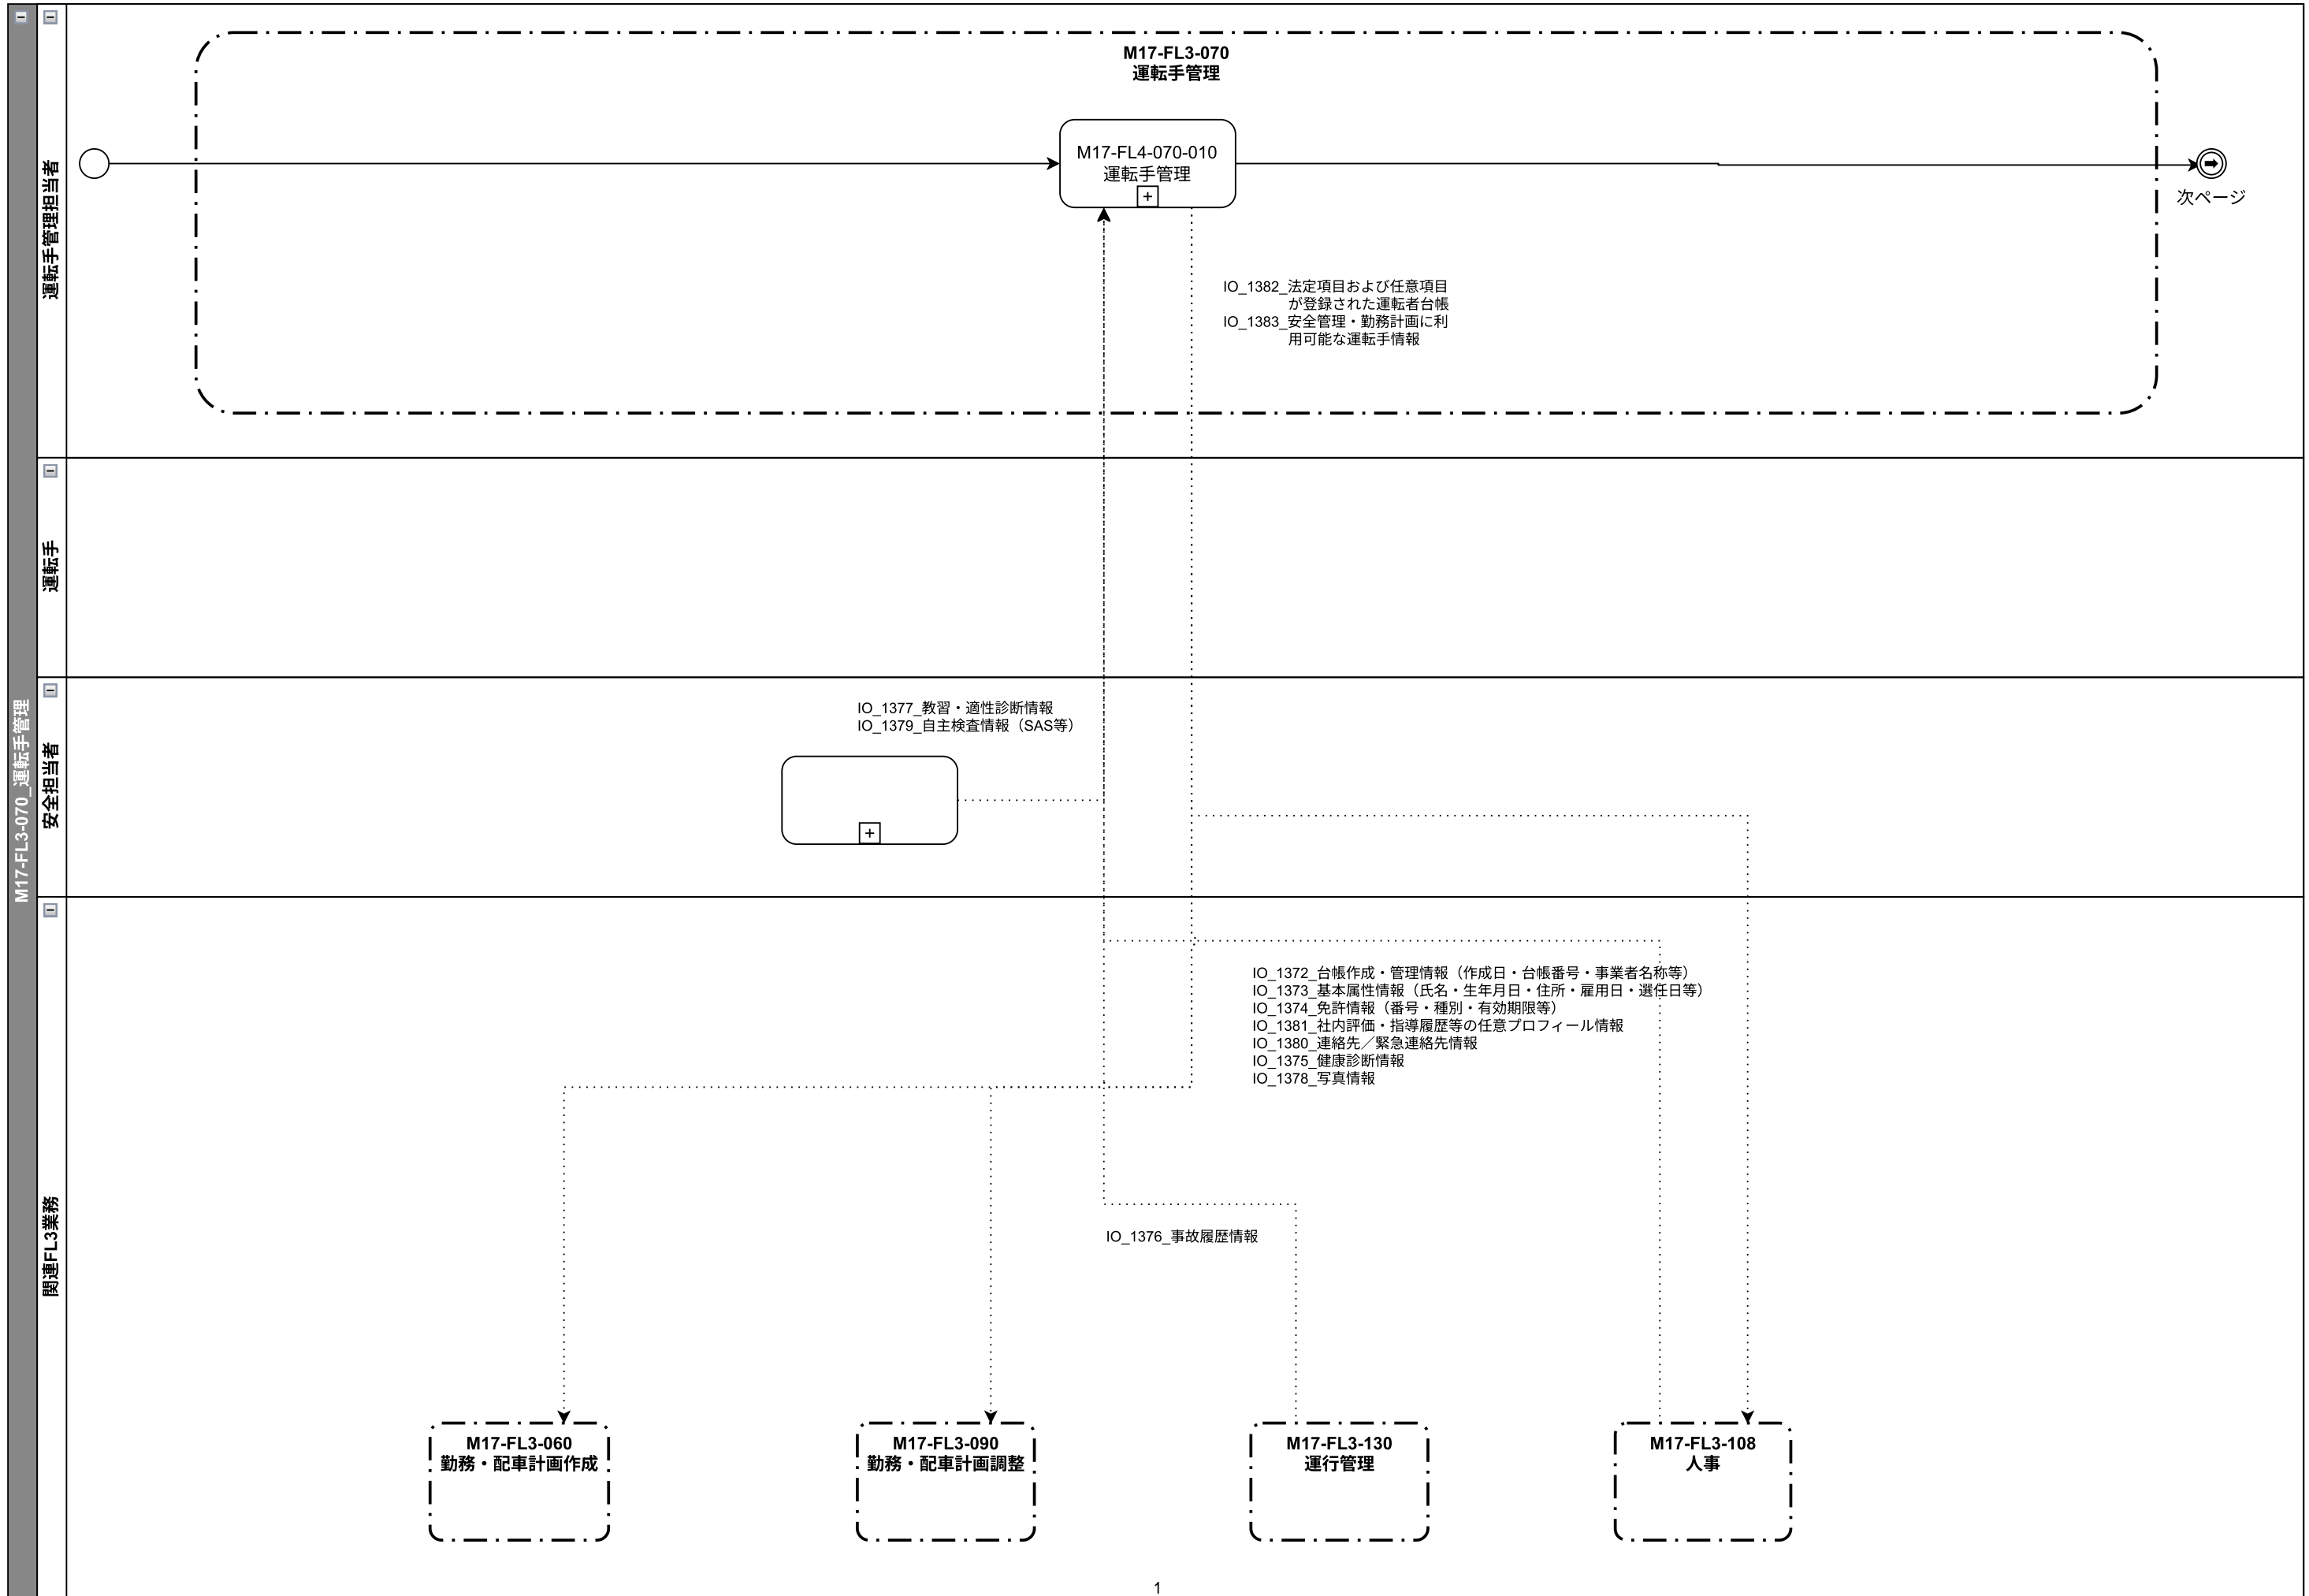 M17-FL3-070_運転手管理
運転手管理担当者
M17-FL3-070
運転手管理
M17-FL4-070-010
運転手管理
次ページ
IO_1382_法定項目および任意項目
が登録された運転者台帳
IO_1383_安全管理・勤務計画に利
用可能な運転手情報
運転手
安全担当者
IO_1377_教習・適性診断情報
IO_1379_自主検査情報（SAS等）
関連FL3業務
IO_1372_台帳作成・管理情報（作成日・台帳番号・事業者名称等）
IO_1373_基本属性情報（氏名・生年月日・住所・雇用日・選任日等）
IO_1374_免許情報（番号・種別・有効期限等）
IO_1381_社内評価・指導履歴等の任意プロフィール情報
IO_1380_連絡先／緊急連絡先情報
IO_1375_健康診断情報
IO_1378_写真情報
IO_1376_事故履歴情報
M17-FL3-060
勤務・配車計画作成
M17-FL3-090
勤務・配車計画調整
M17-FL3-130
運行管理
M17-FL3-108
人事
1